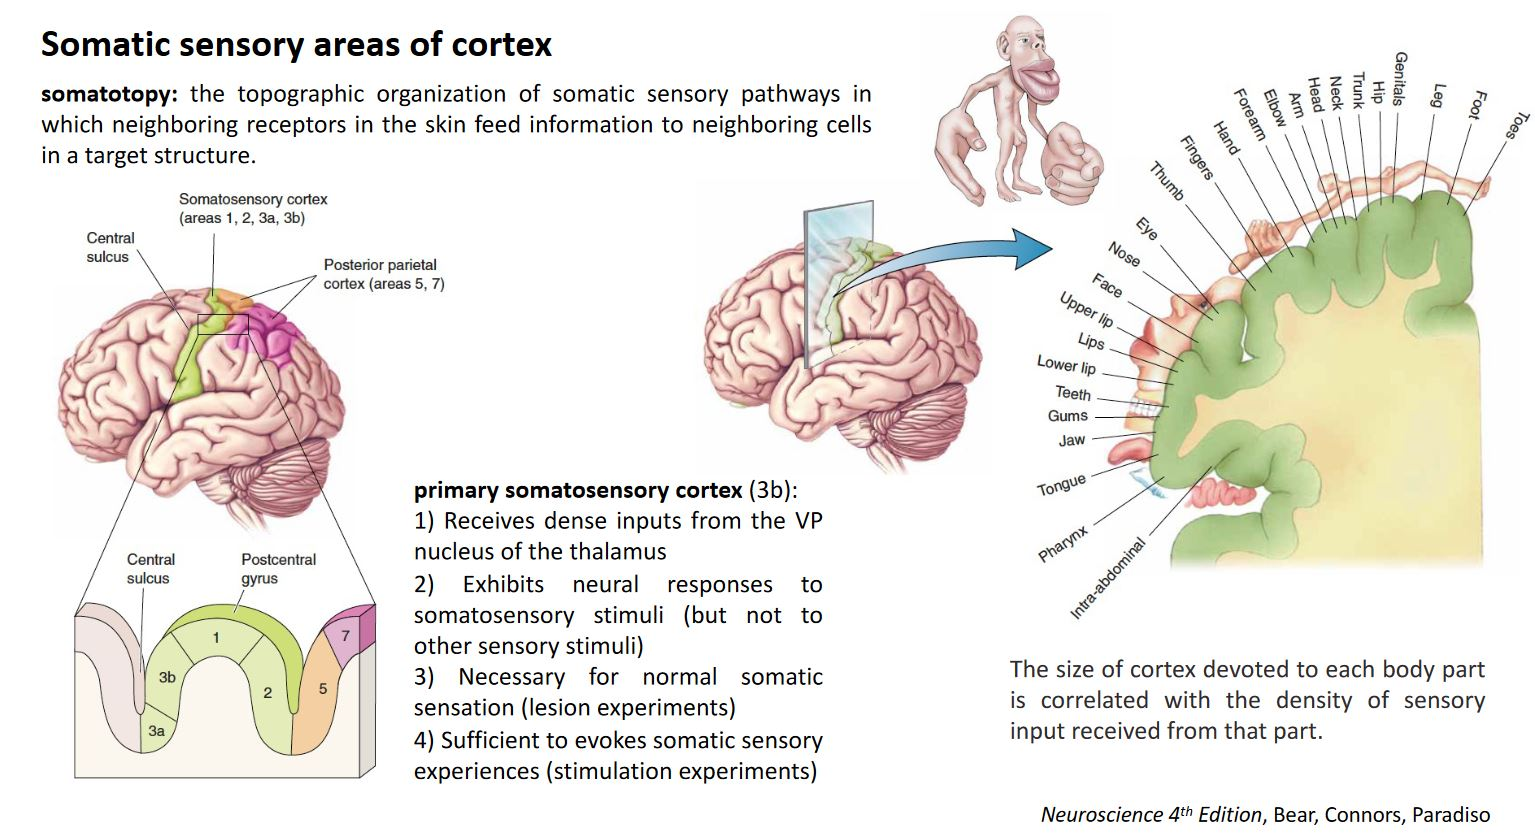 Somatic sensory areas of cortex
somatotopy: the topographic organization of somatic sensory pathways in
which neighboring receptors in the skin feed information to neighboring cells
in a target structure.
Somatosensory cortex
(areas 1, 2, 3a, 3b)
Central
sulcus
Posterior parietal
cortex (areas 5, 7)
Central
sulcus
Postcentral
gyrus
1
3b
3a
2
5
7
primary somatosensory cortex (3b):
1) Receives dense inputs from the VP
nucleus of the thalamus
2) Exhibits neural responses to
somatosensory stimuli (but not to
other sensory stimuli)
3) Necessary for normal somatic
sensation (lesion experiments)
4) Sufficient to evokes somatic sensory
experiences (stimulation experiments)
Toes
Foot
Leg
Genitals
Hip
Trunk
Neck
Head
Arm
Elbow
Forearm
Hand
Fingers
Thumb
Eye
Nose
Face
Upper lip
Lips
Lower lip
Teeth
Gums
Jaw
Tongue
Pharynx
Intra-abdominal
The size of cortex devoted to each body part
is correlated with the density of sensory
input received from that part.
Neuroscience 4th Edition, Bear, Connors, Paradiso